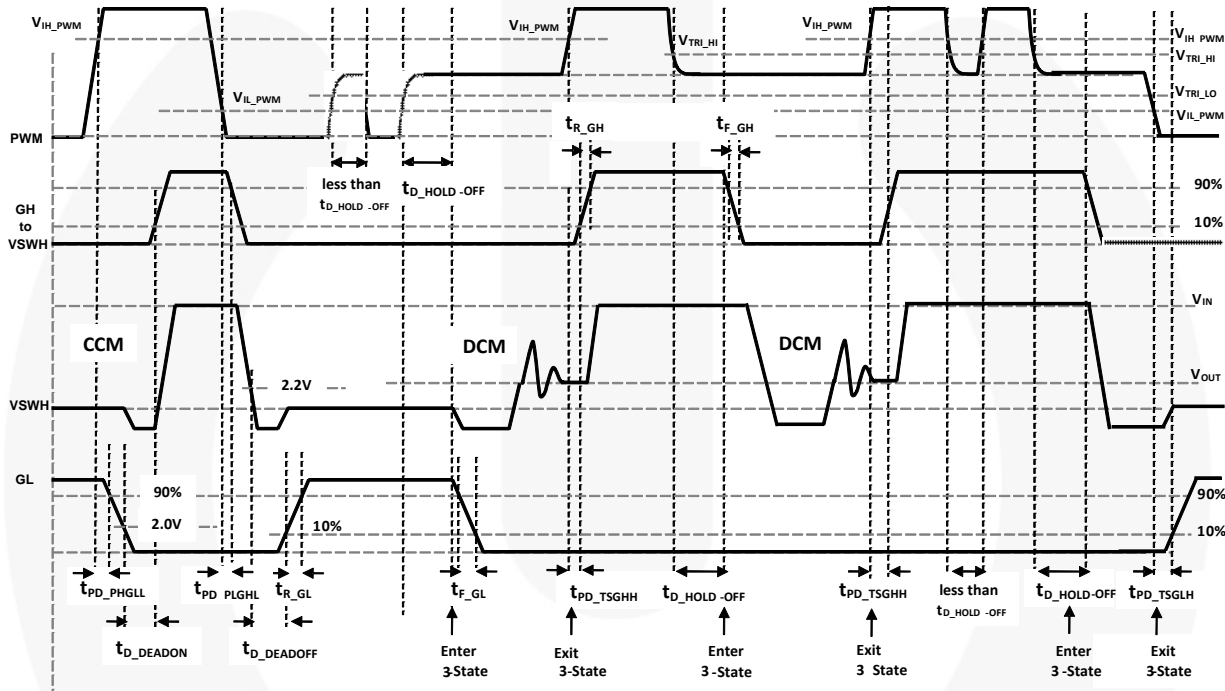 VIH_PWM
VIH_PWM
VTRI_HI
VIH_PWM
VIH_PWM
VTRI_HI
VIL_PWM
VTRI_LO
VIL_PWM
PWM
tR_GH
tF_GH
less than
tD_HOLD -OFF
tD_HOLD -OFF
90%
10%
GH
to
VSWH
VIN
CCM
DCM
DCM
2.2V
VOUT
VSWH
GL
90%
2.0V
10%
90%
10%
tPD_PHGLL
tPD_PLGHL
tR_GL
tF_GL
tPD_TSGHH
tD_HOLD -OFF
tPD_TSGHH
less than
tD_HOLD -OFF
tD_HOLD-OFF
tPD_TSGLH
tD_DEADON
tD_DEADOFF
Enter
3-State
Exit
3-State
Enter
3 -State
Exit
3 State
Enter
3 -State
Exit
3-State